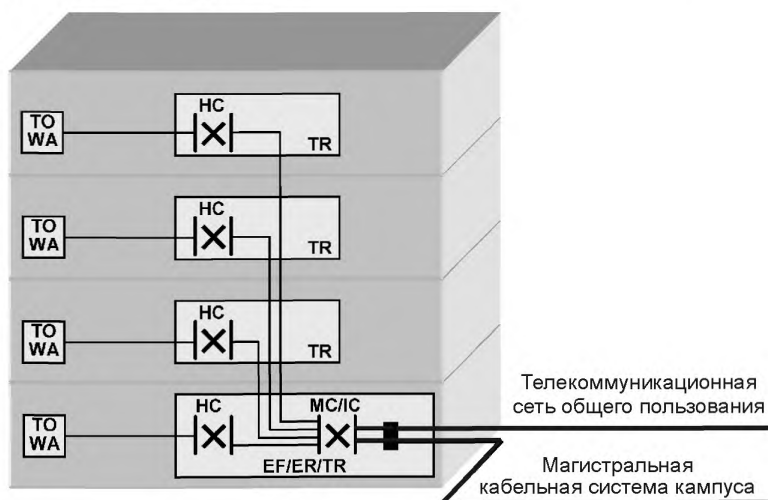 HC
TO
WA
TR
HC
TO
WA
TR
HC
TO
WA
TR
HC
MC/IC
TO
WA
EF/ER/TR
Телекоммуникационная
сеть общего пользования
Магистральная
кабельная система кампуса